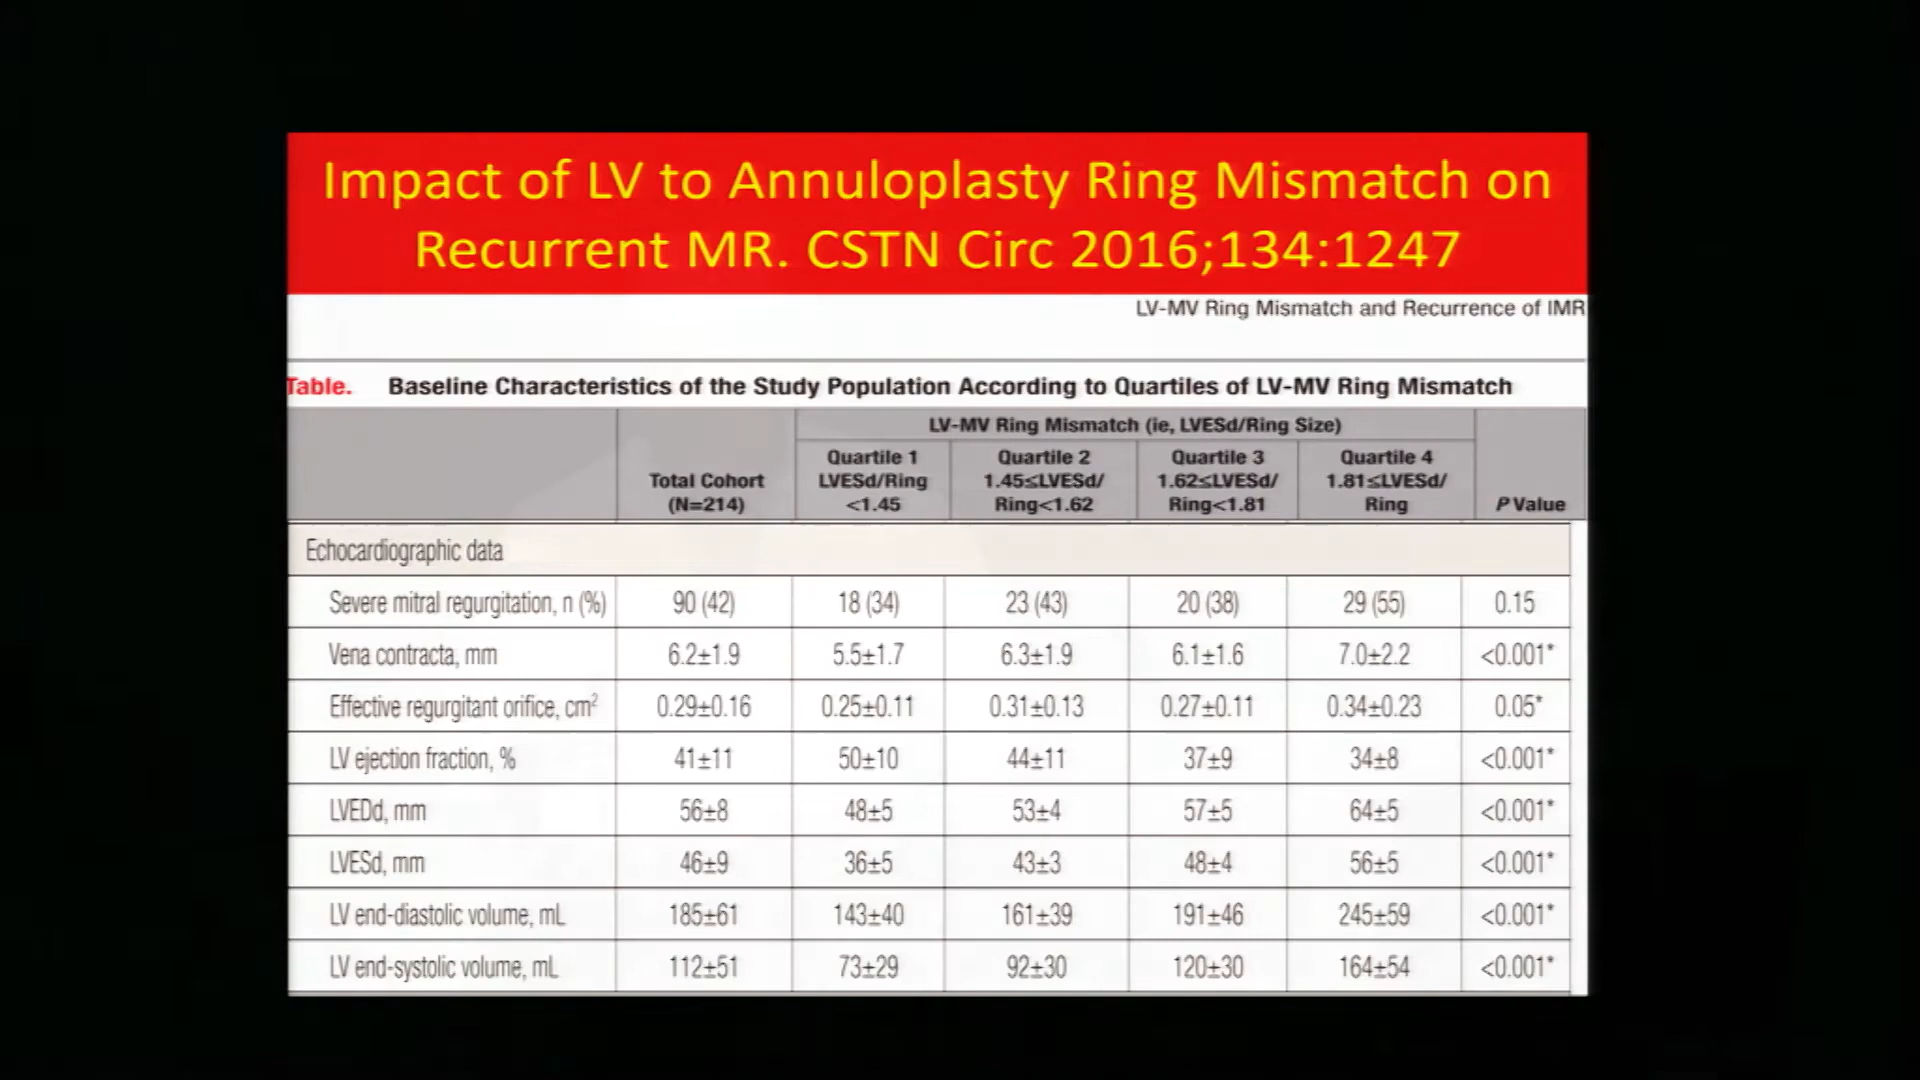 Impact of LV to Annuloplasty Ring Mismatch on
Recurrent MR. CSTN Circ 2016;134:1247
LV-MV Ring Mismatch and Recurrence of IMR
Table. Baseline Characteristics of the Study Population According to Quartiles of LV-MV Ring Mismatch
LV-MV Ring Mismatch (ie, LVESd/Ring Size)
Total Cohort
(N=214)
Quartile 1
LVESd/Ring
<1.45
Quartile 2
1.45≤LVESd/
Ring<1.62
Quartile 3
1.62≤LVESd/
Ring<1.81
Quartile 4
1.81≤LVESd/
Ring
P Value
Echocardiographic data
Severe mitral regurgitation, n (%) 90 (42) 18 (34) 23 (43) 20 (38) 29 (55) 0.15
Vena contracta, mm 6.2±1.9 5.5±1.7 6.3±1.9 6.1±1.6 7.0±2.2 <0.001*
Effective regurgitant orifice, cm² 0.29±0.16 0.25±0.11 0.31±0.13 0.27±0.11 0.34±0.23 0.05*
LV ejection fraction, % 41±11 50±10 44±11 37±9 34±8 <0.001*
LVEDd, mm 56±8 48±5 53±4 57±5 64±5 <0.001*
LVESd, mm 46±9 36±5 43±3 48±4 56±5 <0.001*
LV end-diastolic volume, mL 185±61 143±40 161±39 191±46 245±59 <0.001*
LV end-systolic volume, mL 112±51 73±29 92±30 120±30 164±54 <0.001*